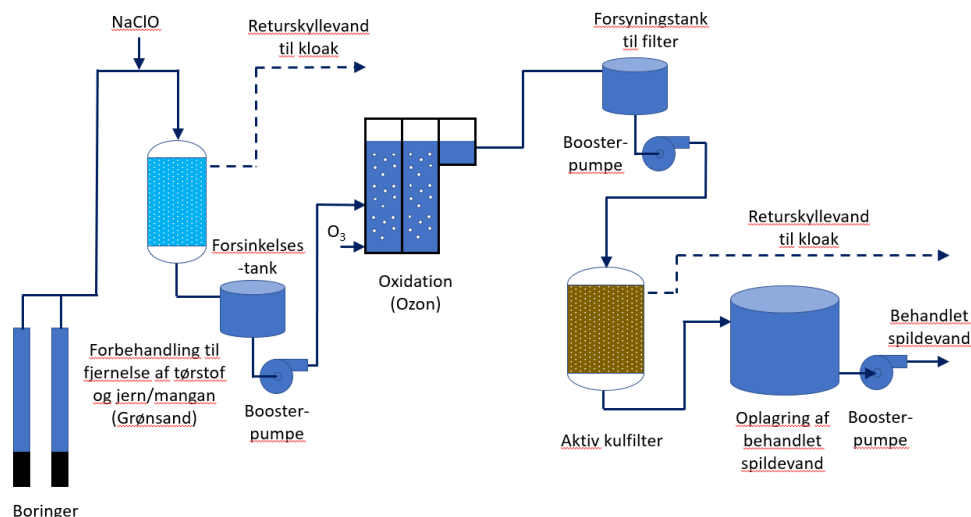 NaClO
Returskyllevand
til kloak
Forsyningstank
til filter
Booster-
pumpe
O3
Forsinkelses
-tank
Oxidation
(Ozon)
Returskyllevand
til kloak
Forbehandling til
fjernelse af tørstof
og jern/mangan
(Grønsand)
Booster-
pumpe
Behandlet
spildevand
Aktiv kulfilter
Oplagring af
behandlet
spildevand
Booster-
pumpe
Boringer